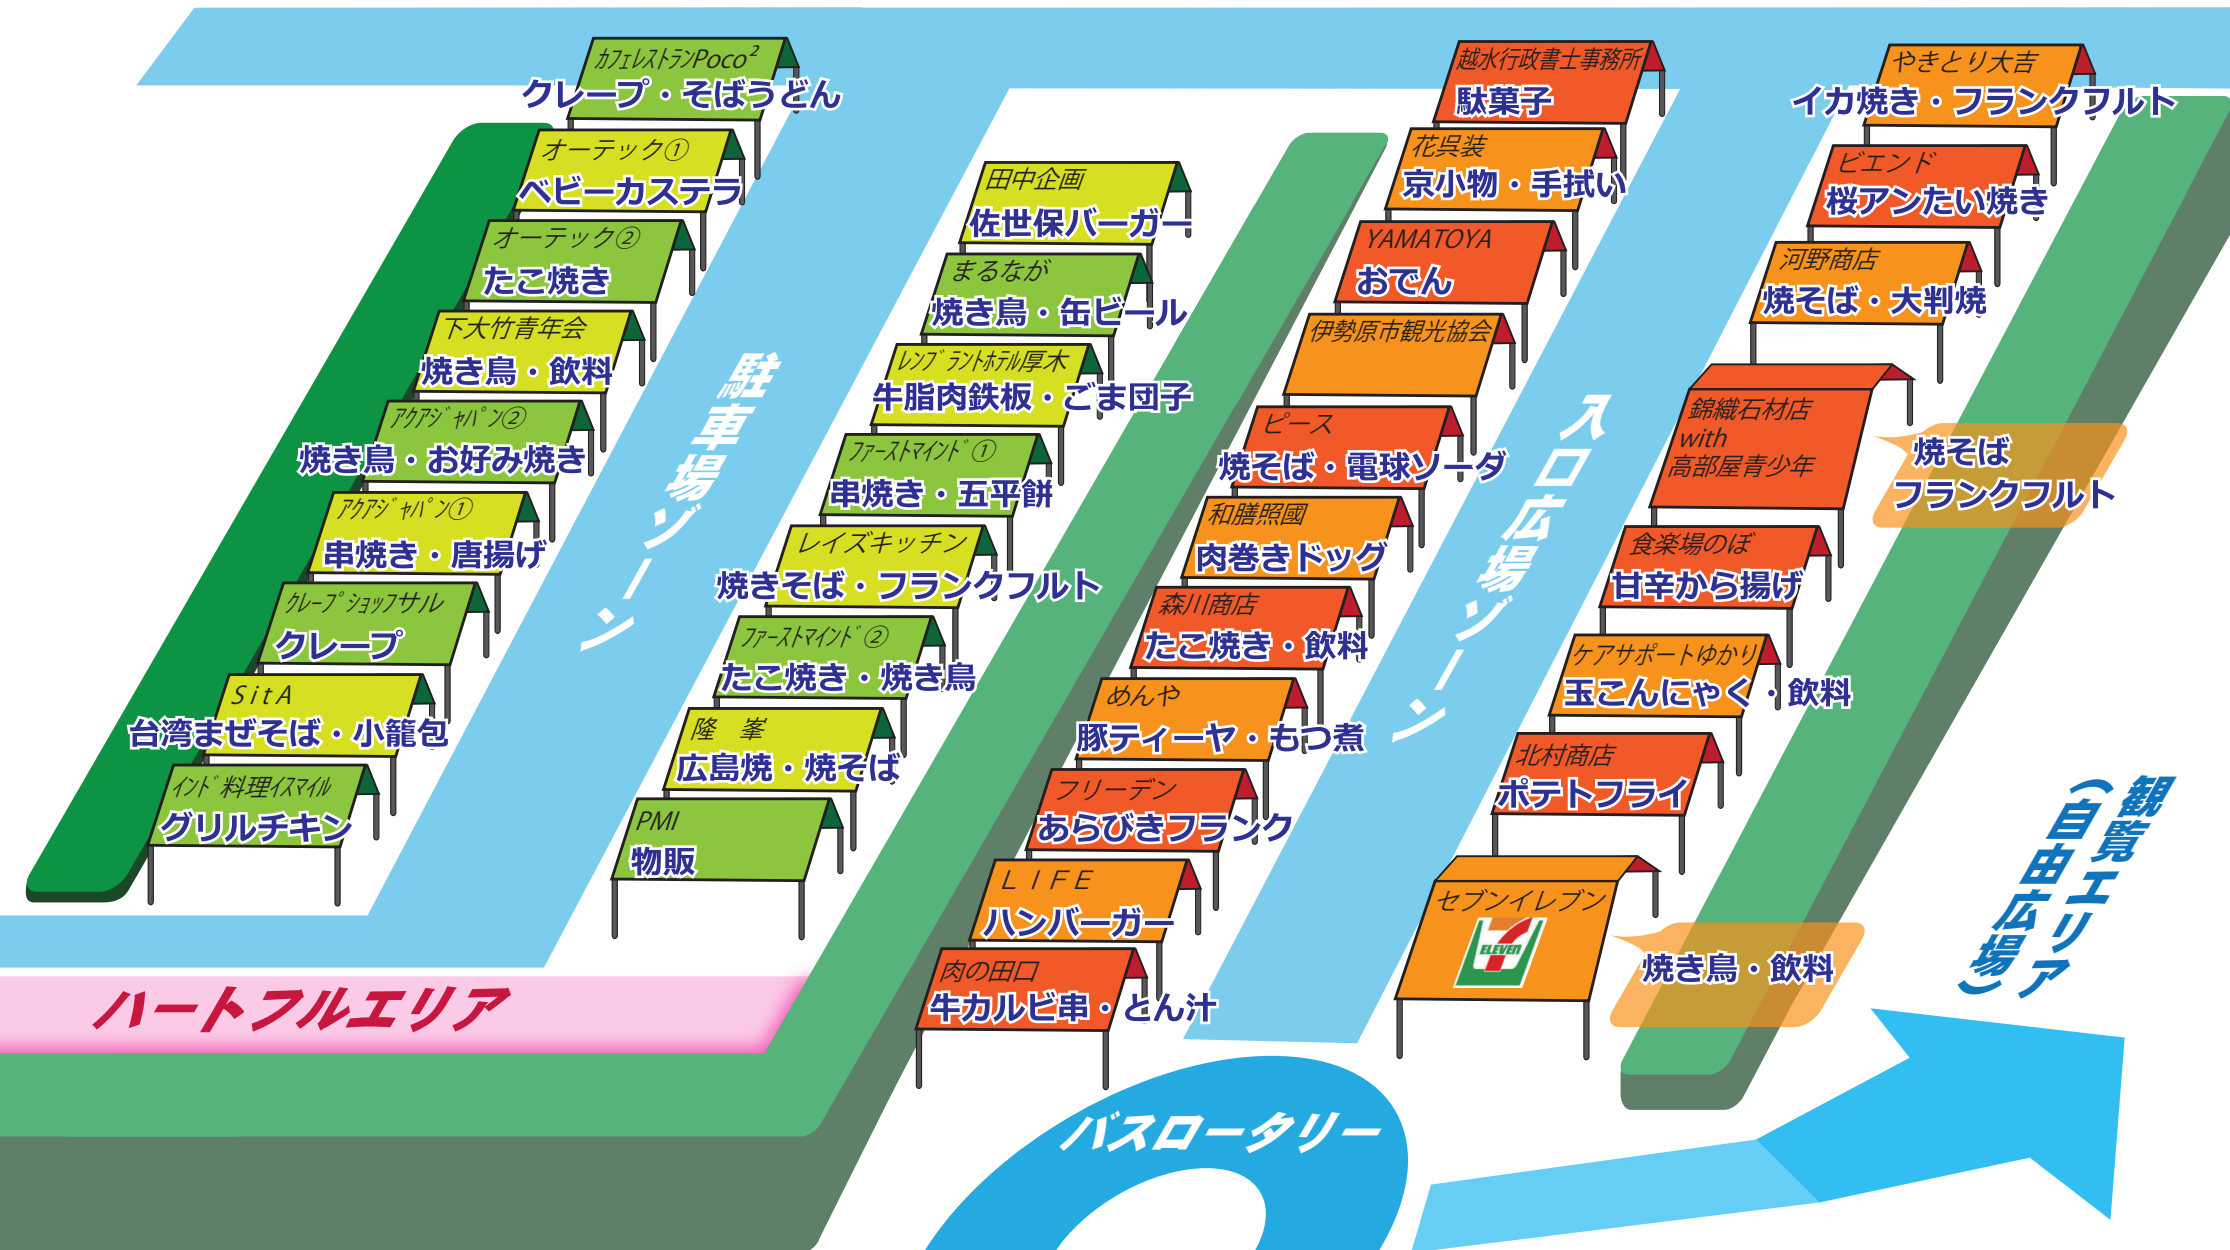 ｶﾌｪﾚｽﾄﾗﾝPoco²
クレープ・そばうどん
オーテック①
ベビーカステラ
オーテック②
たこ焼き
下大竹青年会
焼き鳥・飲料
ｱｸｱｼﾞｬﾊﾟﾝ②
焼き鳥・お好み焼き
ｱｸｱｼﾞｬﾊﾟﾝ①
串焼き・唐揚げ
ｸﾚｰﾌﾟｼｮｯﾌﾟサル
クレープ
SitA
台湾まぜそば・小籠包
ｲﾝﾄﾞ料理ｲｽﾏｲﾙ
グリルチキン
駐車場ゾーン
田中企画
佐世保バーガー
まるなが
焼き鳥・缶ビール
ﾚﾝﾌﾞﾗﾝﾄﾎﾃﾙ厚木
牛脂肉鉄板・ごま団子
ﾌｧｰｽﾄﾏｲﾝﾄﾞ①
串焼き・五平餅
レイズキッチン
焼きそば・フランクフルト
ﾌｧｰｽﾄﾏｲﾝﾄﾞ②
たこ焼き・焼き鳥
隆　峯
広島焼・焼そば
PMI
物販
越水行政書士事務所
駄菓子
花呉装
京小物・手拭い
YAMATOYA
おでん
伊勢原市観光協会
ピース
焼そば・電球ソーダ
和膳照國
肉巻きドッグ
森川商店
たこ焼き・飲料
めんや
豚ティーヤ・もつ煮
フリーデン
あらびきフランク
ＬＩＦＥ
ハンバーガー
肉の田口
牛カルビ串・とん汁
入口広場ゾーン
やきとり大吉
イカ焼き・フランクフルト
ビエンド
桜アンたい焼き
河野商店
焼そば・大判焼
錦織石材店
with
高部屋青少年
焼そば
フランクフルト
食楽場のぼ
甘辛から揚げ
ケアサポートゆかり
玉こんにゃく・飲料
北村商店
ポテトフライ
セブンイレブン
ELEVEN
焼き鳥・飲料
観覧エリア
（自由広場）
ハートフルエリア
バスロータリー